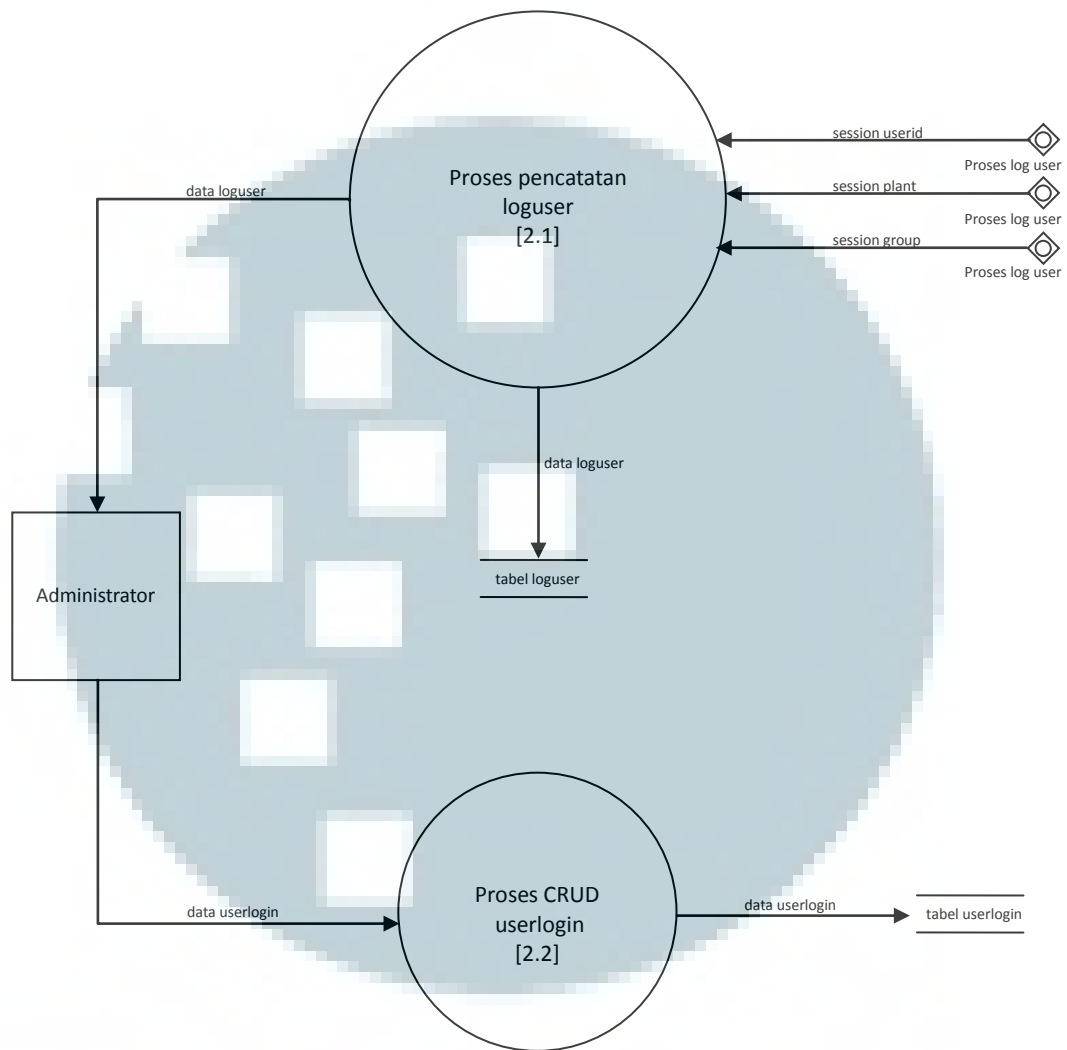 session userid
Proses log user
data loguser
Proses pencatatan
loguser
[2.1]
session plant
Proses log user
session group
Proses log user
data loguser
tabel loguser
Administrator
data userlogin
Proses CRUD
userlogin
[2.2]
data userlogin
tabel userlogin